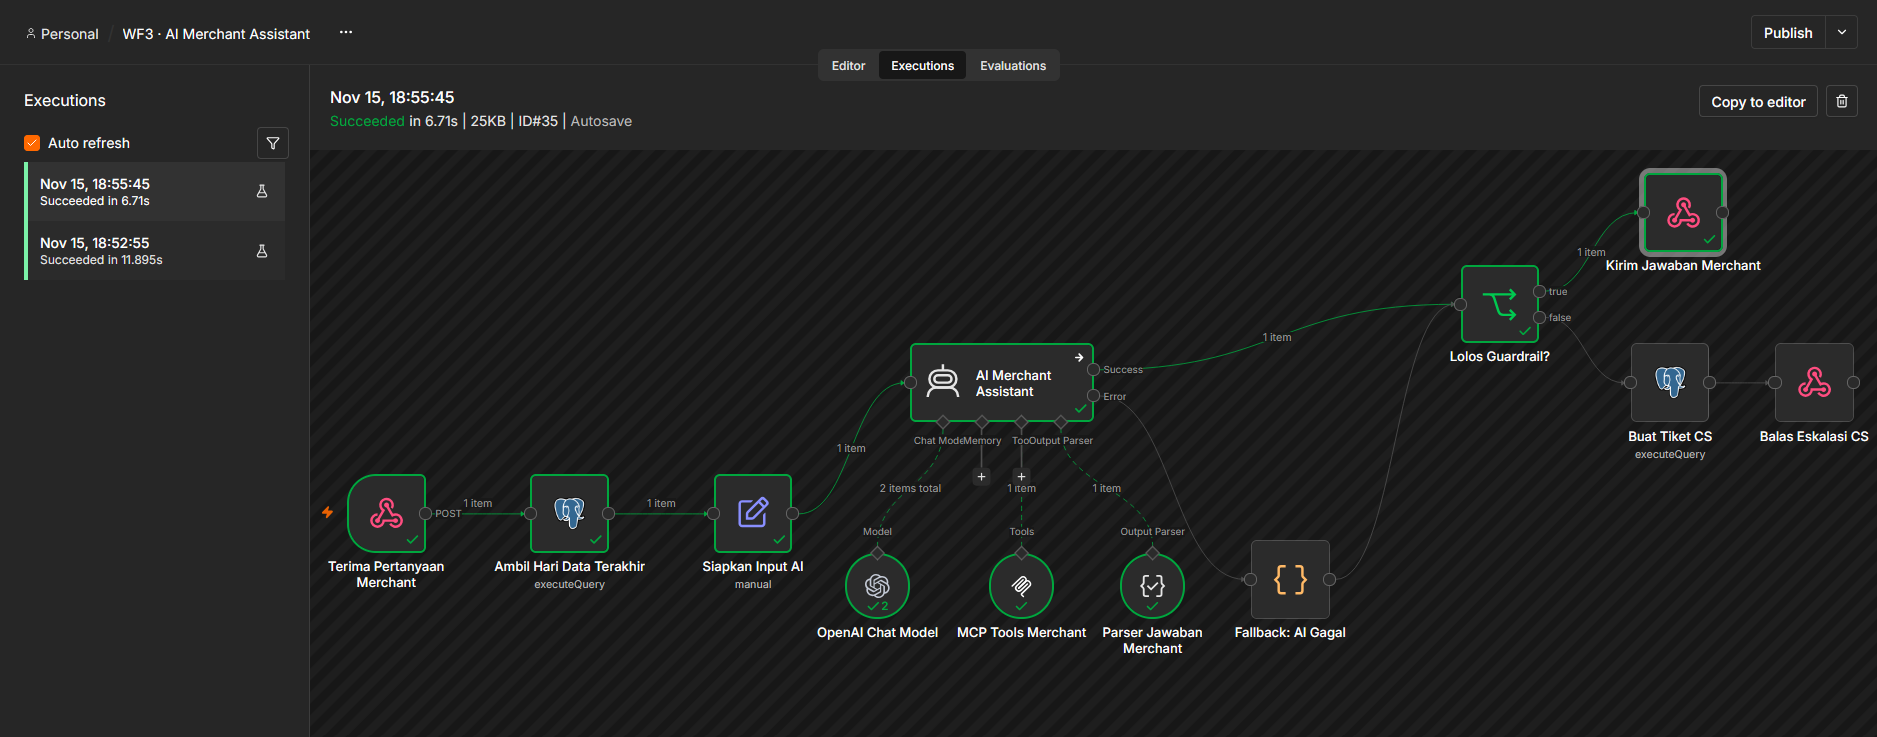 Personal / WF3 · AI Merchant Assistant ...
Publish
Editor Executions Evaluations
Executions
Auto refresh
Nov 15, 18:55:45
Succeeded in 6.71s
Nov 15, 18:52:55
Succeeded in 11.895s
Nov 15, 18:55:45
Succeeded in 6.71s | 25KB | ID#35 | Autosave
Copy to editor
1 item
Kirim Jawaban Merchant
true
false
Lolos Guardrail?
1 item
AI Merchant
Assistant
Success
Error
Chat Mode
Memory
Too
Output Parser
1 item
Buat Tiket CS
executeQuery
Balas Eskalasi CS
POST
1 item
1 item
2 items total
1 item
1 item
Model
Tools
Output Parser
Terima Pertanyaan
Merchant
Ambil Hari Data Terakhir
executeQuery
Siapkan Input AI
manual
2
OpenAI Chat Model
MCP Tools Merchant
Parser Jawaban
Merchant
Fallback: AI Gagal